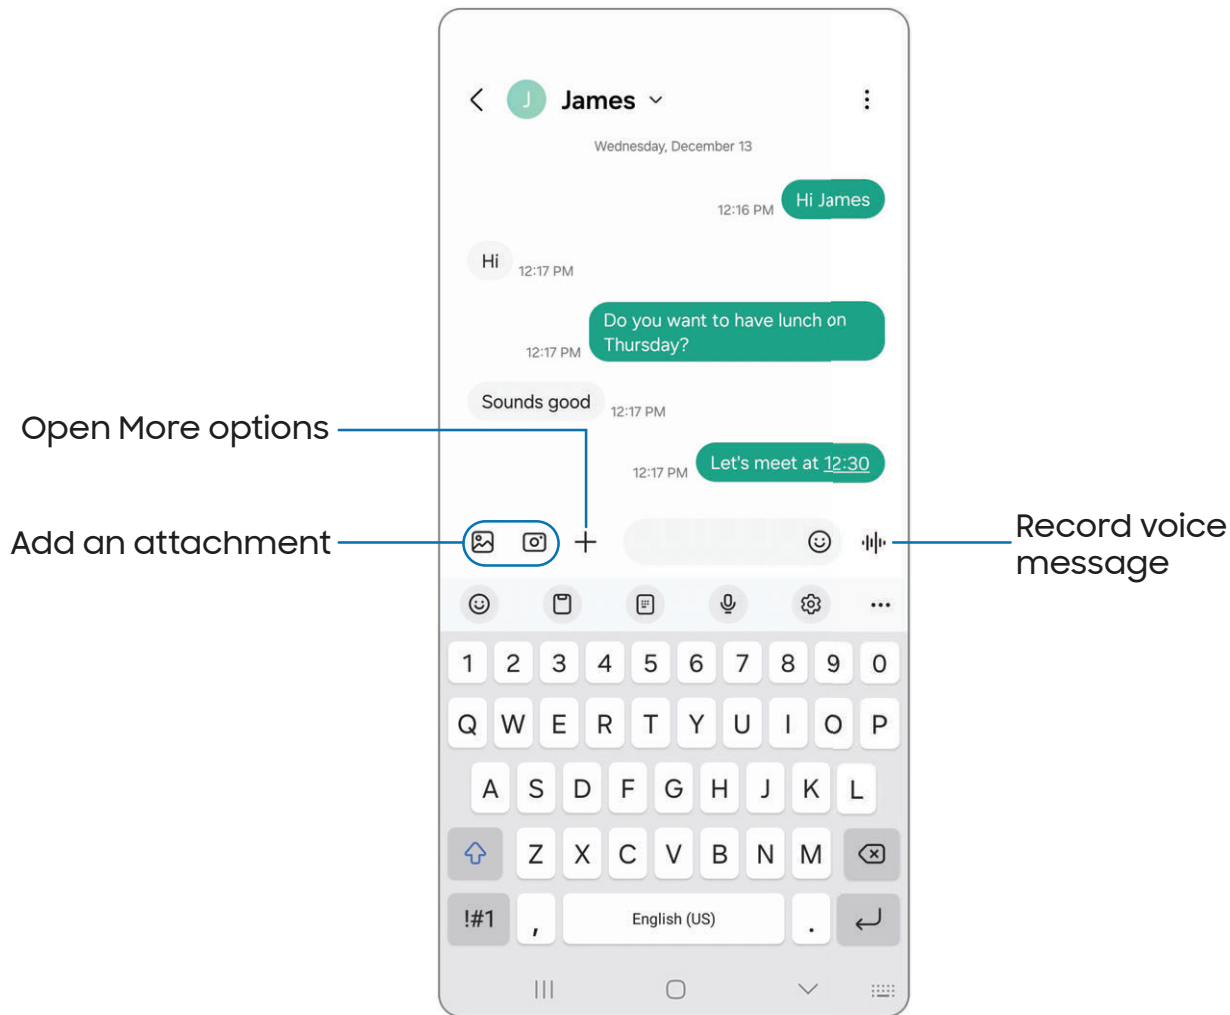 J James
Wednesday, December 13
12:16 PM Hi James
Hi 12:17 PM
Do you want to have lunch on
Thursday?
12:17 PM
Sounds good 12:17 PM
Open More options
12:17 PM Let's meet at 12:30
Add an attachment
Record voice
message
1 2 3 4 5 6 7 8 9 0
Q W E R T Y U I O P
A S D F G H J K L
Z X C V B N M
!#1 , English (US) .